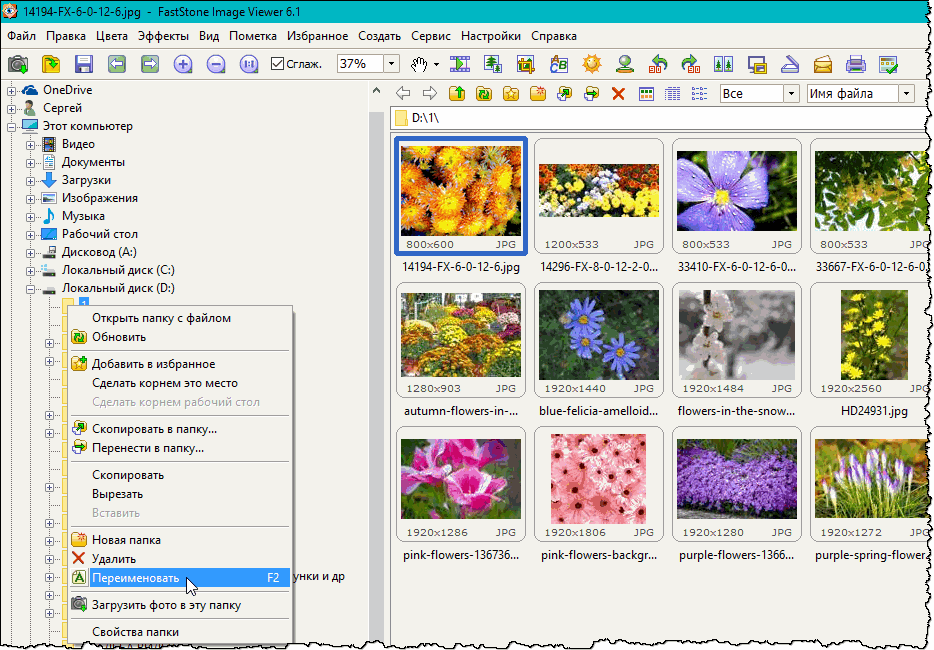 14194-FX-6-0-12-6.jpg - FastStone Image Viewer 6.1
Файл Правка Цвета Эффекты Вид Пометка Избранное Создать Сервис Настройки Справка
Сглаж. 37%
OneDrive
Сергей
Этот компьютер
Видео
Документы
Загрузки
Изображения
Музыка
Рабочий стол
Дисковод (A:)
Локальный диск (C:)
Локальный диск (D:)
1
Открыть папку с файлом
Обновить
Добавить в избранное
Сделать корнем это место
Сделать корнем рабочий стол
Скопировать в папку...
Перенести в папку...
Скопировать
Вырезать
Вставить
Новая папка
Удалить
Переименовать F2
унки и др
Загрузить фото в эту папку
Свойства папки
Все Имя файла
D:\1\
800x600 JPG 1200x533 JPG 800x533 JPG 800x533 JPG
14194-FX-6-0-12-6.jpg 14296-FX-8-0-12-2-0... 33410-FX-6-0-12-6-0... 33667-FX-6-0-12-6-0.
1280x903 JPG 1920x1440 JPG 1920x1484 JPG 1920x2560 JPG
autumn-flowers-in-... blue-felicia-amelloid... flowers-in-the-snow... HD24931.jpg
1920x1286 JPG 1920x1806 JPG 1920x1280 JPG 1920x1272 JPG
pink-flowers-136736... pink-flowers-backgr... purple-flowers-1366... purple-spring-flower